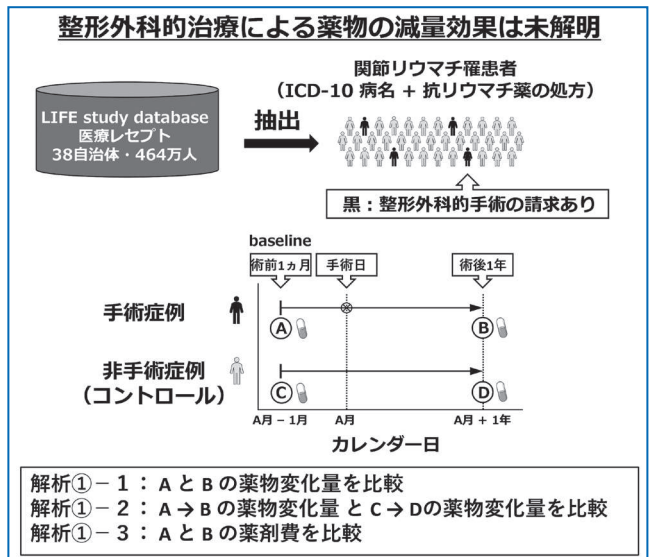 整形外科的治療による薬物の減量効果は未解明
LIFE study database
医療レセプト
38自治体・464万人
抽出
関節リウマチ罹患者
（ICD-10 病名 + 抗リウマチ薬の処方）
黒：整形外科的手術の請求あり
baseline
術前1ヵ月
手術日
術後1年
手術症例
A
B
非手術症例
（コントロール）
C
D
A月 − 1月
A月
A月 + 1年
カレンダー日
解析①－１： A と B の薬物変化量を比較
解析①－２： A → B の薬物変化量 と C → Dの薬物変化量を比較
解析①－３： A と B の薬剤費を比較